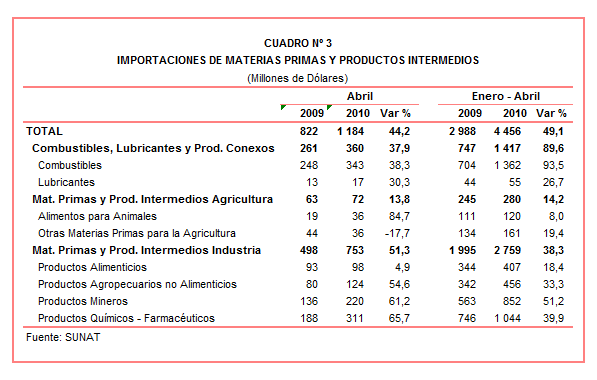 CUADRO Nº 3
IMPORTACIONES DE MATERIAS PRIMAS Y PRODUCTOS INTERMEDIOS
(Millones de Dólares)
Abril Enero - Abril
2009 2010 Var % 2009 2010 Var %
TOTAL 822 1 184 44,2 2 988 4 456 49,1
Combustibles, Lubricantes y Prod. Conexos 261 360 37,9 747 1 417 89,6
Combustibles 248 343 38,3 704 1 362 93,5
Lubricantes 13 17 30,3 44 55 26,7
Mat. Primas y Prod. Intermedios Agricultura 63 72 13,8 245 280 14,2
Alimentos para Animales 19 36 84,7 111 120 8,0
Otras Materias Primas para la Agricultura 44 36 -17,7 134 161 19,4
Mat. Primas y Prod. Intermedios Industria 498 753 51,3 1 995 2 759 38,3
Productos Alimenticios 93 98 4,9 344 407 18,4
Productos Agropecuarios no Alimenticios 80 124 54,6 342 456 33,3
Productos Mineros 136 220 61,2 563 852 51,2
Productos Químicos - Farmacéuticos 188 311 65,7 746 1 044 39,9
Fuente: SUNAT